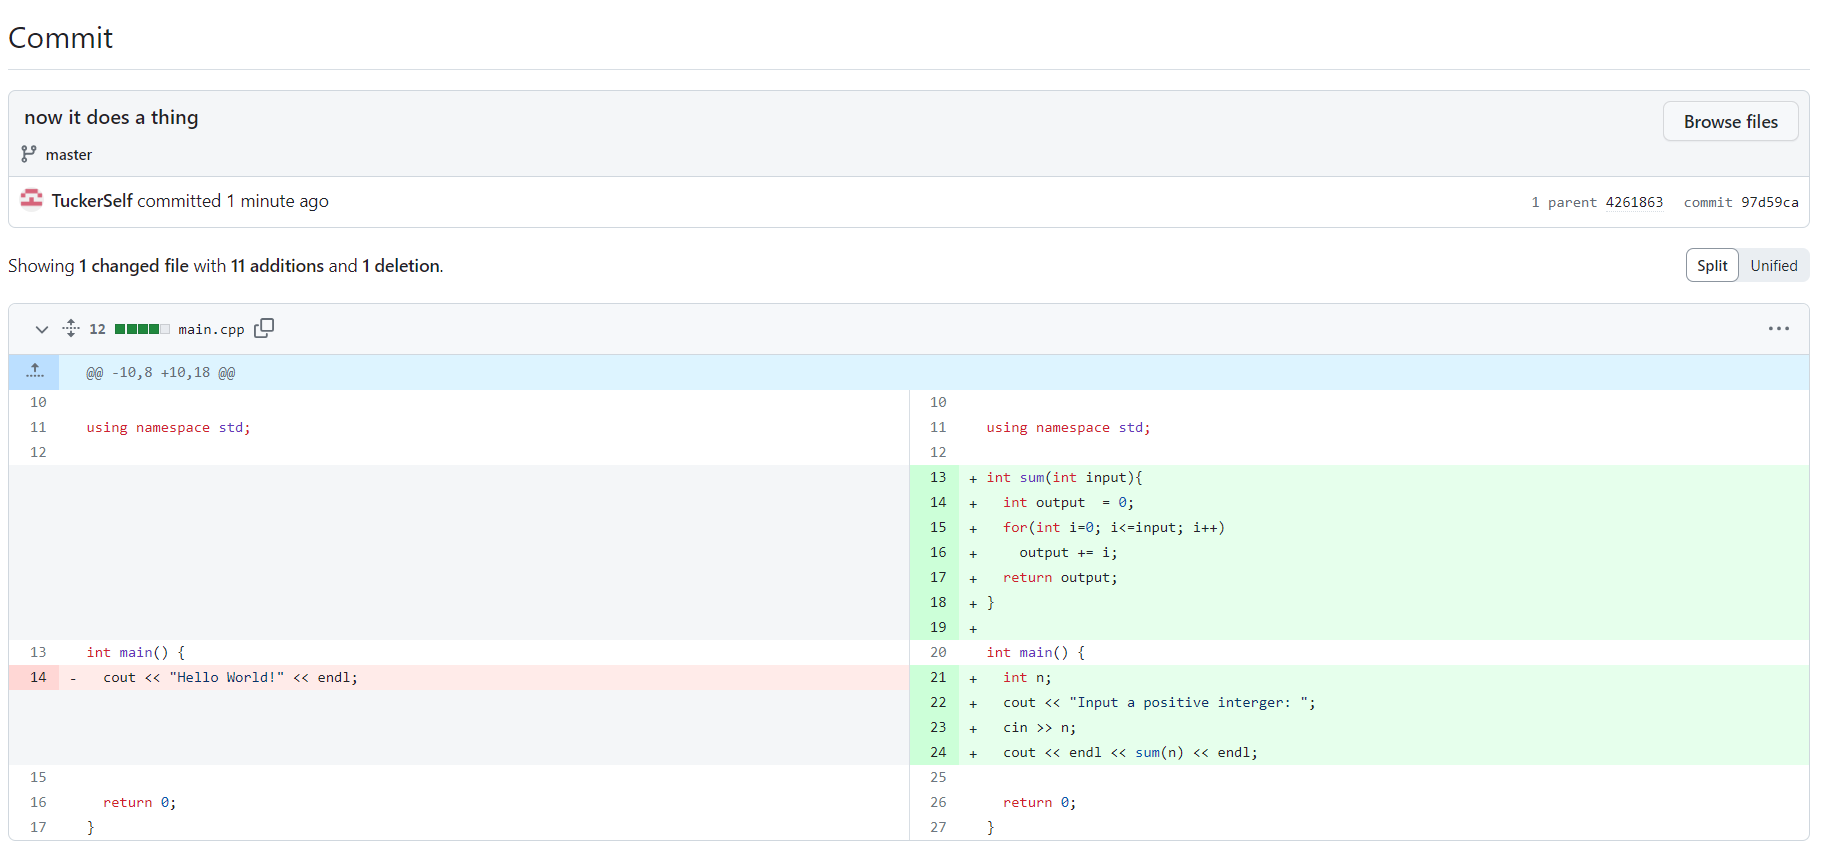 Commit
now it does a thing
Browse files
master
TuckerSelf committed 1 minute ago
1 parent 4261863 commit 97d59ca
Showing 1 changed file with 11 additions and 1 deletion.
Split Unified
12 main.cpp
@@ -10,8 +10,18 @@
10 10
11 using namespace std; 11 using namespace std;
12 12
13 + int sum(int input){
14 + int output  = 0;
15 + for(int i=0; i<=input; i++)
16 + output += i;
17 + return output;
18 + }
19 +
13 int main() { 20 int main() {
14 - cout << "Hello World!" << endl; 21 + int n;
22 + cout << "Input a positive interger: ";
23 + cin >> n;
24 + cout << endl << sum(n) << endl;
15 25
16 return 0; 26 return 0;
17 } 27 }